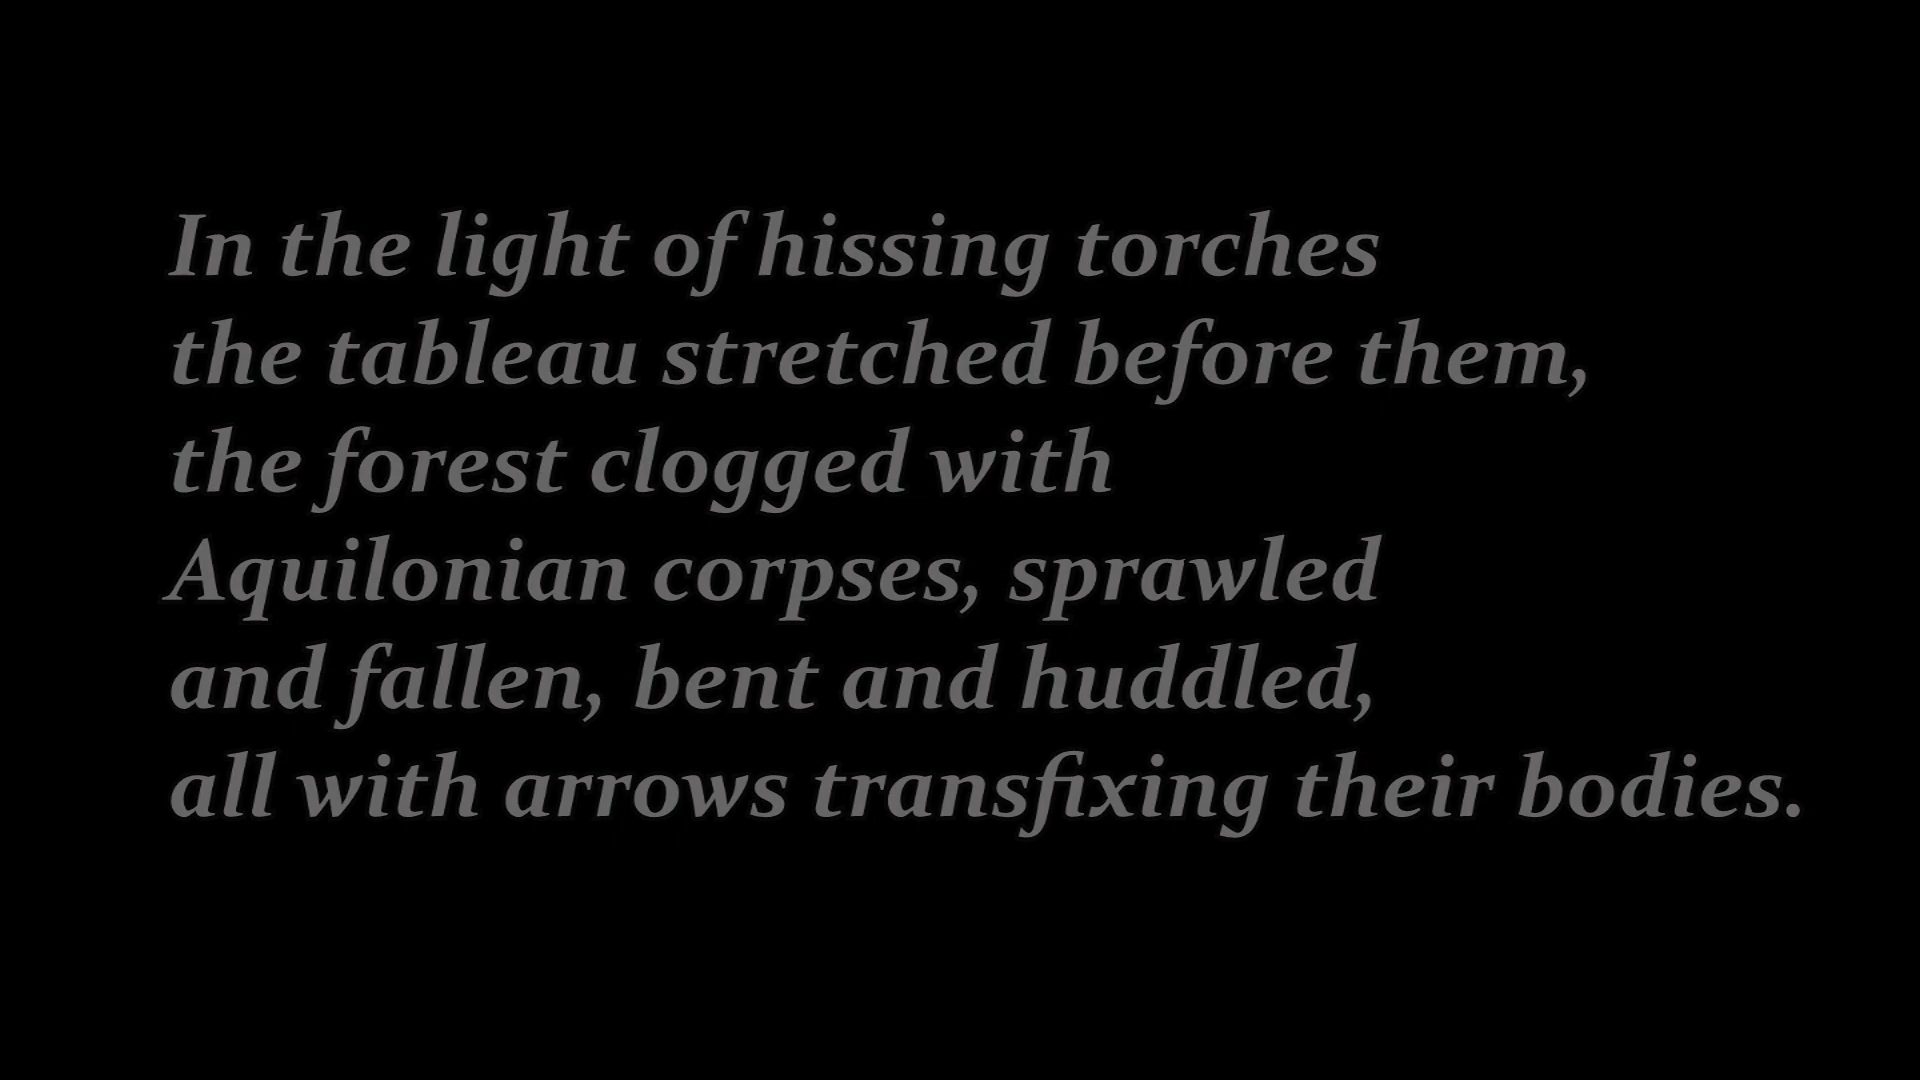 In the light of hissing torches
the tableau stretched before them,
the forest clogged with
Aquilonian corpses, sprawled
and fallen, bent and huddled,
all with arrows transfixing their bodies.